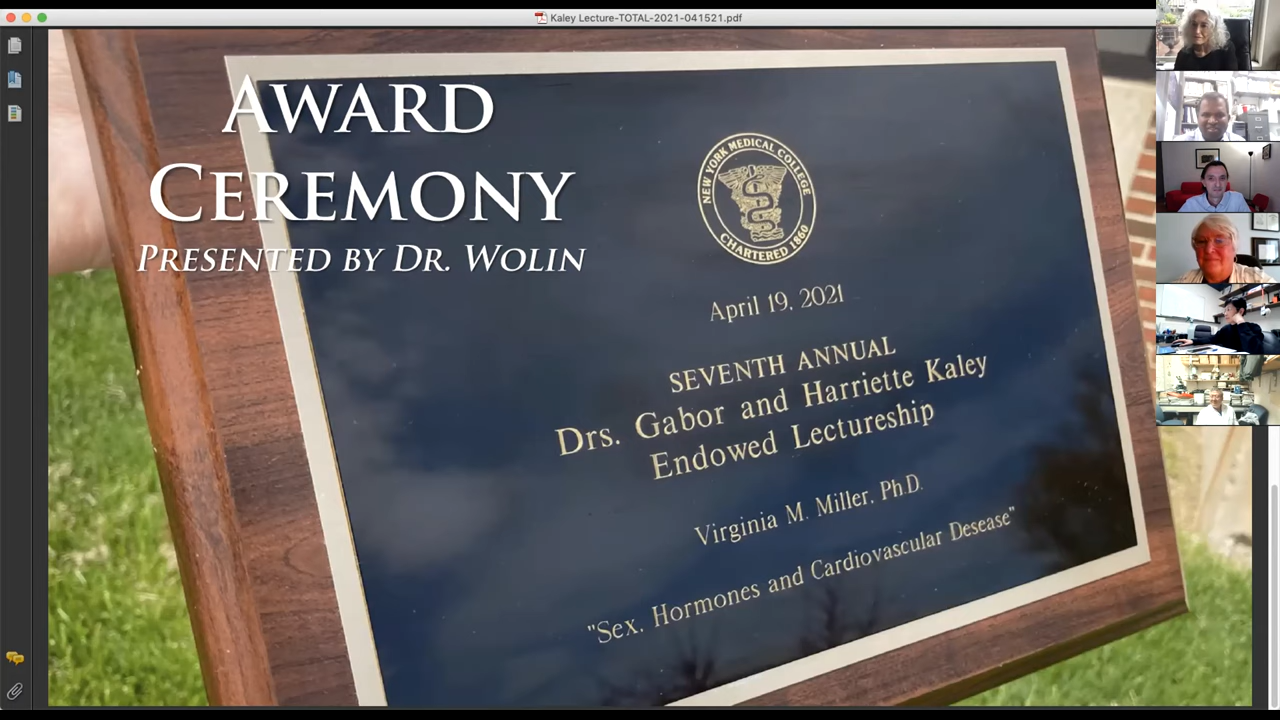 Kaley Lecture-TOTAL-2021-041521.pdf
AWARD
CEREMONY
PRESENTED BY DR. WOLIN
NEW YORK MEDICAL COLLEGE
CHARTERED 1860
April 19, 2021
SEVENTH ANNUAL
Drs. Gabor and Harriette Kaley
Endowed Lectureship
Virginia M. Miller, Ph.D.
"Sex, Hormones and Cardiovascular Desease"